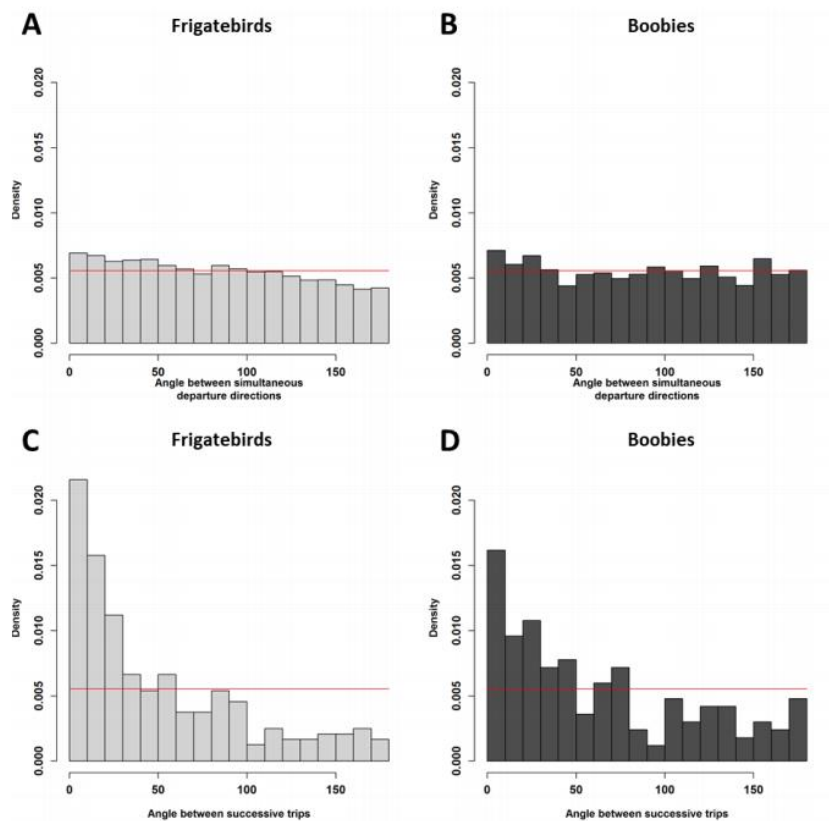 A
Frigatebirds
B
Boobies
0.020
0.015
0.010
0.005
0.000
Density
0
50
100
150
Angle between simultaneous
departure directions
0.020
0.015
0.010
0.005
0.000
Density
0
50
100
150
Angle between simultaneous
departure directions
C
Frigatebirds
D
Boobies
0.020
0.015
0.010
0.005
0.000
Density
0
50
100
150
Angle between successive trips
0.020
0.015
0.010
0.005
0.000
Density
0
50
100
150
Angle between successive trips